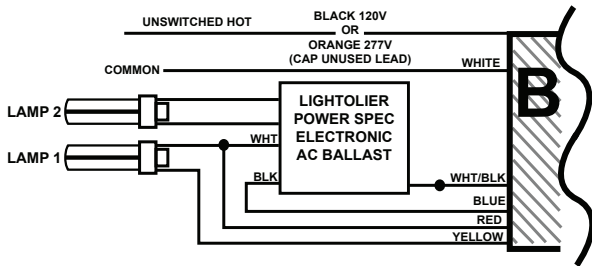 UNSWITCHED HOT
BLACK 120V
OR
ORANGE 277V
(CAP UNUSED LEAD)
COMMON
WHITE
B
LAMP 2
LAMP 1
LIGHTOLIER
POWER SPEC
ELECTRONIC
AC BALLAST
WHT
BLK
WHT/BLK
BLUE
RED
YELLOW